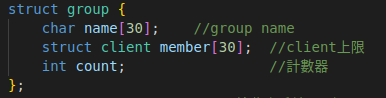 struct group {
    char name[30];    //group name
    struct client member[30];  //client上限
    int count;                 //計數器
};